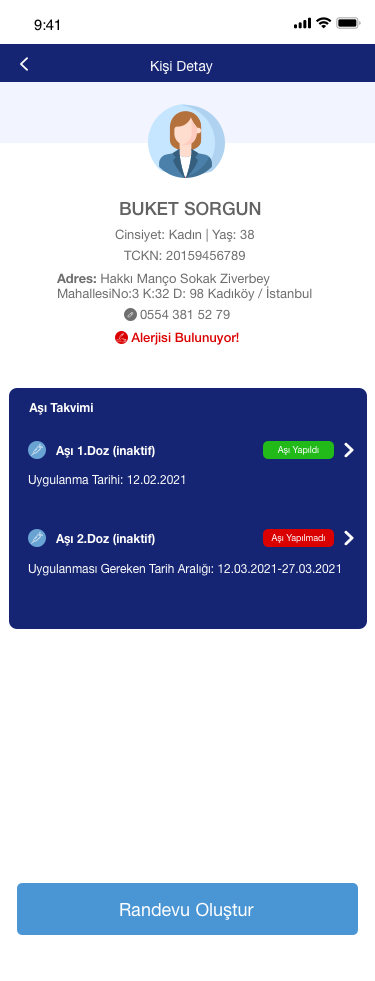 9:41
Kişi Detay
BUKET SORGUN
Cinsiyet: Kadın | Yaş: 38
TCKN: 20159456789
Adres: Hakkı Manço Sokak Ziverbey
MahallesiNo:3 K:32 D: 98 Kadıköy / İstanbul
0554 381 52 79
Alerjisi Bulunuyor!
Aşı Takvimi
Aşı 1.Doz (inaktif) Aşı Yapıldı
Uygulanma Tarihi: 12.02.2021
Aşı 2.Doz (inaktif) Aşı Yapılmadı
Uygulanması Gereken Tarih Aralığı: 12.03.2021-27.03.2021
Randevu Oluştur